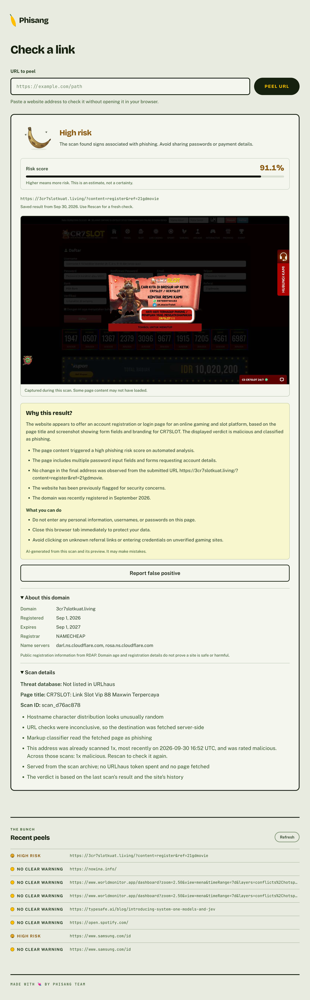 Phisang
Check a link
URL to peel
https://example.com/path
PEEL URL
Paste a website address to check it without opening it in your browser.
High risk
The scan found signs associated with phishing. Avoid sharing passwords or payment details.
Risk score
91.1%
Higher means more risk. This is an estimate, not a certainty.
https://3cr7slotkuat.living/?content=register&ref=21gdmovie
Saved result from Sep 30, 2026. Use Rescan for a fresh check.
Masuk
Daftar
CR7SLOT
HOME
TOGEL
SLOT
LIVE CASINO
SPORT
SABUNG
ARCADE
INTERACTIVE
PROMOSI
EVENT
Daftar
Username
Password
Konfirmasi Password
Email
Telpon
Bank
Referral
21gdmovie
Verifikasi
Daftar
HUBUNGI KAMI
CR7SLOT
CARI KITA DI BROSUR HP KETIK:
CR7SLOT / @CR7SLOT
KONTAK RESMI KAMI:
087869740163
@t.me/cr7slot
HATI-HATI TERHADAP PHISING /
PENIPUAN YANG MENGATASNAMAKAN
CR7SLOT !!!
TOMBOL UNTUK MENUTUP
1947
0507
1367
2379
3096
9677
1915
7205
4561
6987
kupon
TOTAL HADIAH
IDR 10,020,200
CS CR7SLOT 24/7
Captured during this scan. Some page content may not have loaded.
Why this result?
The website appears to offer an account registration or login page for an online gaming and slot platform, based on the
page title and screenshot showing form fields and branding for CR7SLOT. The displayed verdict is malicious and classified
as phishing.
• The page content triggered a high phishing risk score on automated analysis.
• The page includes multiple password input fields and forms requesting account details.
• No change in the final address was observed from the submitted URL https://3cr7slotkuat.living/?
content=register&ref=21gdmovie.
• The website has been previously flagged for security concerns.
• The domain was recently registered in September 2026.
What you can do
• Do not enter any personal information, usernames, or passwords on this page.
• Close this browser tab immediately to protect your data.
• Avoid clicking on unknown referral links or entering credentials on unverified gaming sites.
AI-generated from this scan and its preview. It may make mistakes.
Report false positive
▼ About this domain
Domain 3cr7slotkuat.living
Registered Sep 1, 2026
Expires Sep 1, 2027
Registrar NAMECHEAP
Name servers darl.ns.cloudflare.com, rosa.ns.cloudflare.com
Public registration information from RDAP. Domain age and registration details do not prove a site is safe or harmful.
▼ Scan details
Threat database: Not listed in URLhaus
Page title: CR7SLOT: Link Slot Vip 88 Maxwin Terpercaya
Scan ID: scan_d76ac878
• Hostname character distribution looks unusually random
• URL checks were inconclusive, so the destination was fetched server-side
• Markup classifier read the fetched page as phishing
• This address was already scanned 1x, most recently on 2026-09-30 16:52 UTC, and was rated malicious.
Across those scans: 1x malicious. Rescan to check it again.
• Served from the scan archive; no URLhaus token spent and no page fetched
• The verdict is based on the last scan's result and the site's history
THE BUNCH
Recent peels
Refresh
HIGH RISK https://3cr7slotkuat.living/?content=register&ref=21gdmovie
NO CLEAR WARNING https://nowina.info/
NO CLEAR WARNING https://www.worldmonitor.app/dashboard?zoom=2.50&view=mena&timeRange=7d&layers=conflicts%2Chotsp…
NO CLEAR WARNING https://www.worldmonitor.app/dashboard?zoom=2.50&view=mena&timeRange=7d&layers=conflicts%2Chotsp…
NO CLEAR WARNING https://typesafe.ai/blog/introducing-system-one-models-and-jev
NO CLEAR WARNING https://open.spotify.com/
HIGH RISK https://www.samsung.com/id
NO CLEAR WARNING https://www.samsung.com/id
MADE WITH 💘 BY PHISANG TEAM